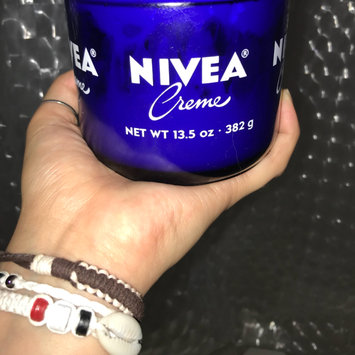 NIVEA®
Creme
NET WT 13.5 oz · 382 g